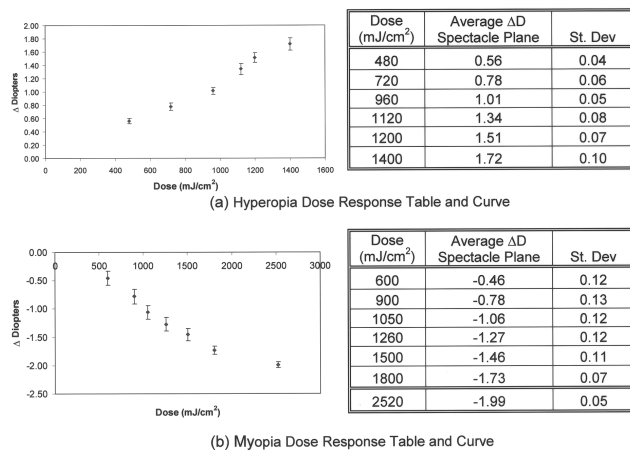 2.00
1.80
1.60
1.40
1.20
1.00
0.80
0.60
0.40
0.20
0.00
Δ Diopters
0 200 400 600 800 1000 1200 1400 1600
Dose (mJ/cm²)
Dose (mJ/cm²) Average ΔD Spectacle Plane St. Dev
480 0.56 0.04
720 0.78 0.06
960 1.01 0.05
1120 1.34 0.08
1200 1.51 0.07
1400 1.72 0.10
(a) Hyperopia Dose Response Table and Curve
0.00
-0.50
-1.00
-1.50
-2.00
-2.50
Δ Diopters
0 500 1000 1500 2000 2500 3000
Dose (mJ/cm²)
Dose (mJ/cm²) Average ΔD Spectacle Plane St. Dev
600 -0.46 0.12
900 -0.78 0.13
1050 -1.06 0.12
1260 -1.27 0.12
1500 -1.46 0.11
1800 -1.73 0.07
2520 -1.99 0.05
(b) Myopia Dose Response Table and Curve